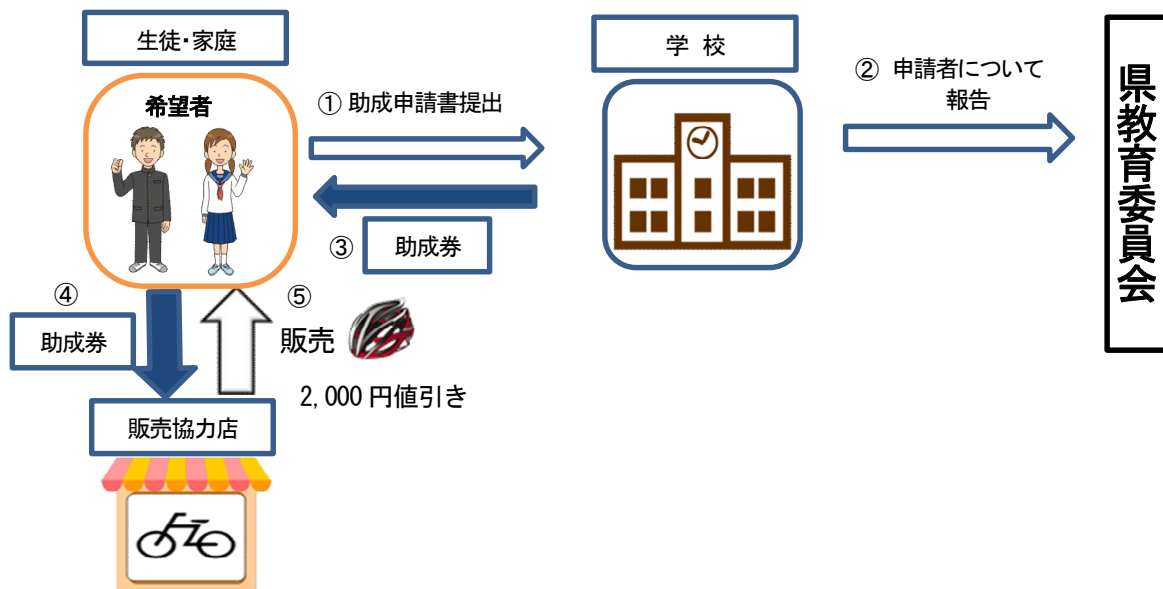 生徒・家庭
希望者
① 助成申請書提出
学 校
② 申請者について
報告
県教育委員会
③ 助成券
④
助成券
⑤
販売
2,000 円値引き
販売協力店